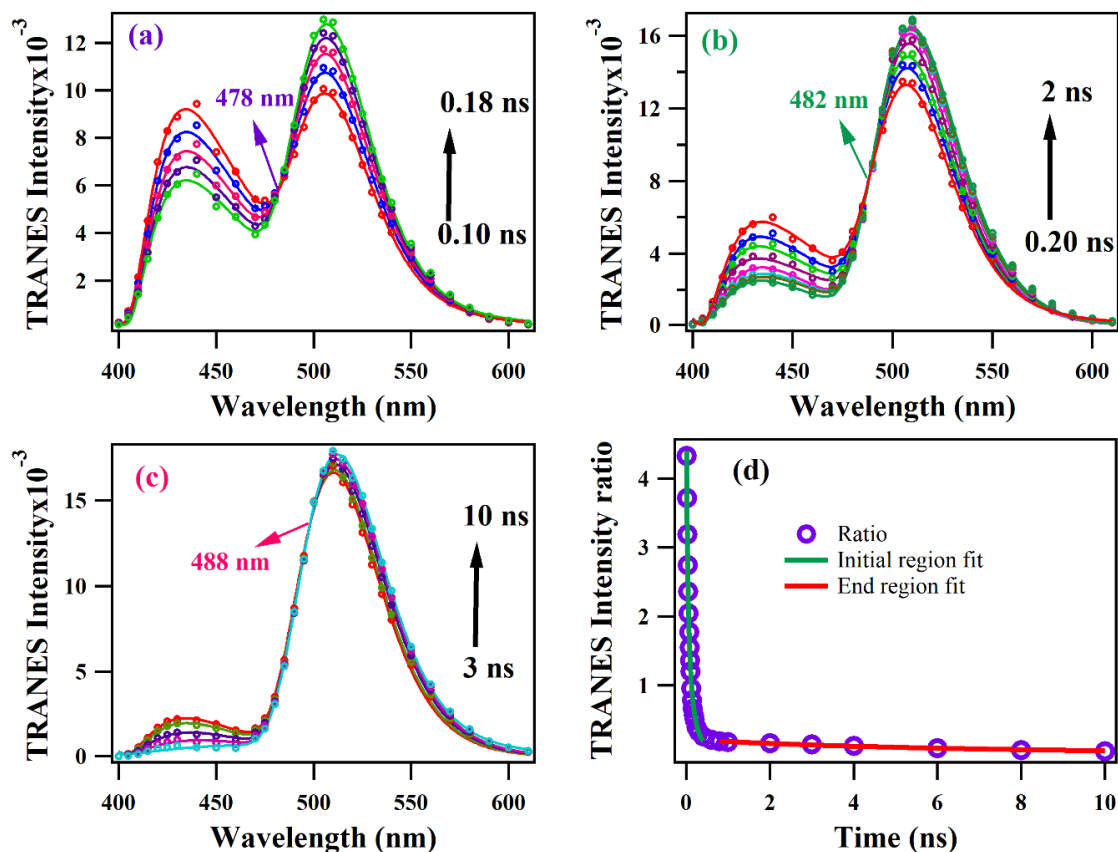 (a)
TRANES Intensityx10⁻³
12
10
8
6
4
2
478 nm
0.18 ns
0.10 ns
400
450
500
550
600
Wavelength (nm)
(b)
TRANES Intensityx10⁻³
16
12
8
4
0
482 nm
2 ns
0.20 ns
400
450
500
550
600
Wavelength (nm)
(c)
TRANES Intensityx10⁻³
15
10
5
0
488 nm
10 ns
3 ns
400
450
500
550
600
Wavelength (nm)
(d)
TRANES Intensity ratio
4
3
2
1
Ratio
Initial region fit
End region fit
0
2
4
6
8
10
Time (ns)